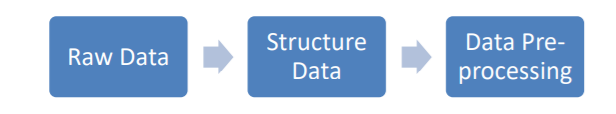 Raw Data
Structure
Data
Data Pre-
processing